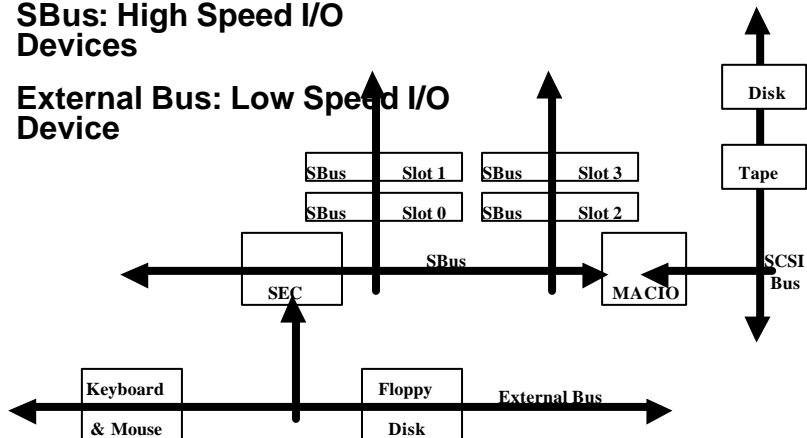 SBus: High Speed I/O
Devices
External Bus: Low Speed I/O
Device
Disk
SBus Slot 1
SBus Slot 3
Tape
SBus Slot 0
SBus Slot 2
SBus
SCSI
Bus
SEC
MACIO
Keyboard
& Mouse
Floppy
Disk
External Bus